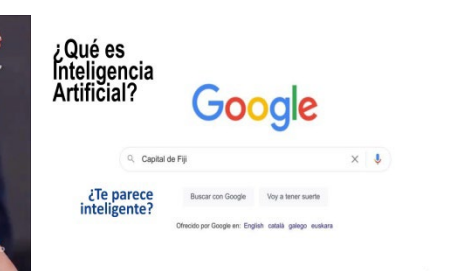 ¿Qué es
Inteligencia
Artificial?
Google
Capital de Fiji
¿Te parece
inteligente?
Buscar con Google
Voy a tener suerte
Ofrecido por Google en: English català galego euskara